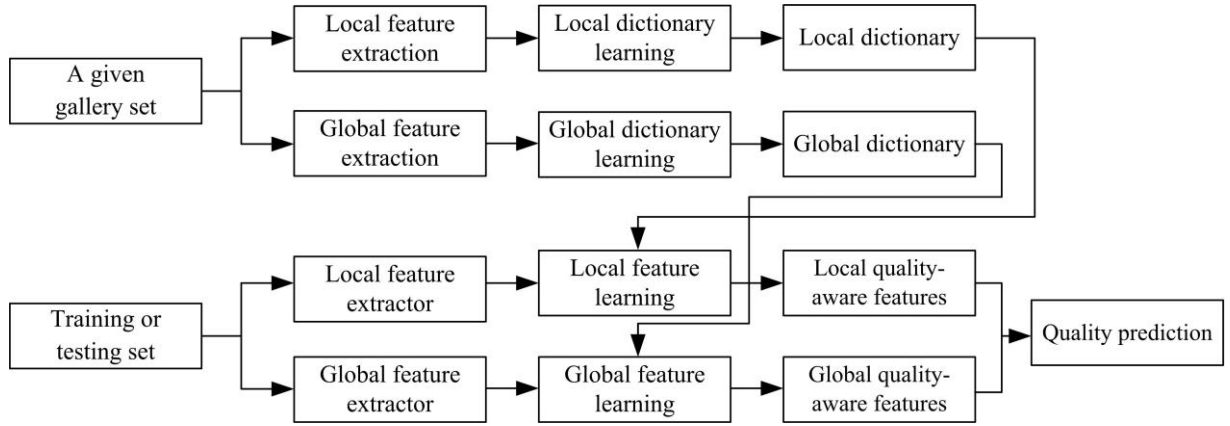 Local feature
extraction
Local dictionary
learning
Local dictionary
A given
gallery set
Global feature
extraction
Global dictionary
learning
Global dictionary
Local feature
extractor
Local feature
learning
Local quality-
aware features
Training or
testing set
Quality prediction
Global feature
extractor
Global feature
learning
Global quality-
aware features